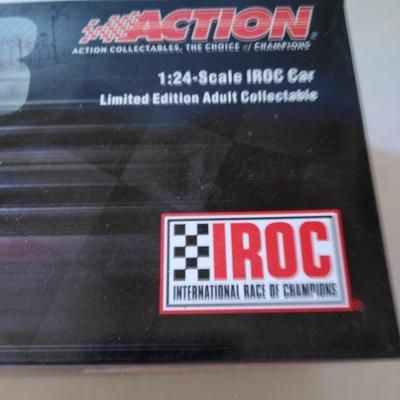 ACTION®
ACTION COLLECTABLES, THE CHOICE of CHAMPIONS
1:24-Scale IROC Car
Limited Edition Adult Collectable
IROC
INTERNATIONAL RACE OF CHAMPIONS
®